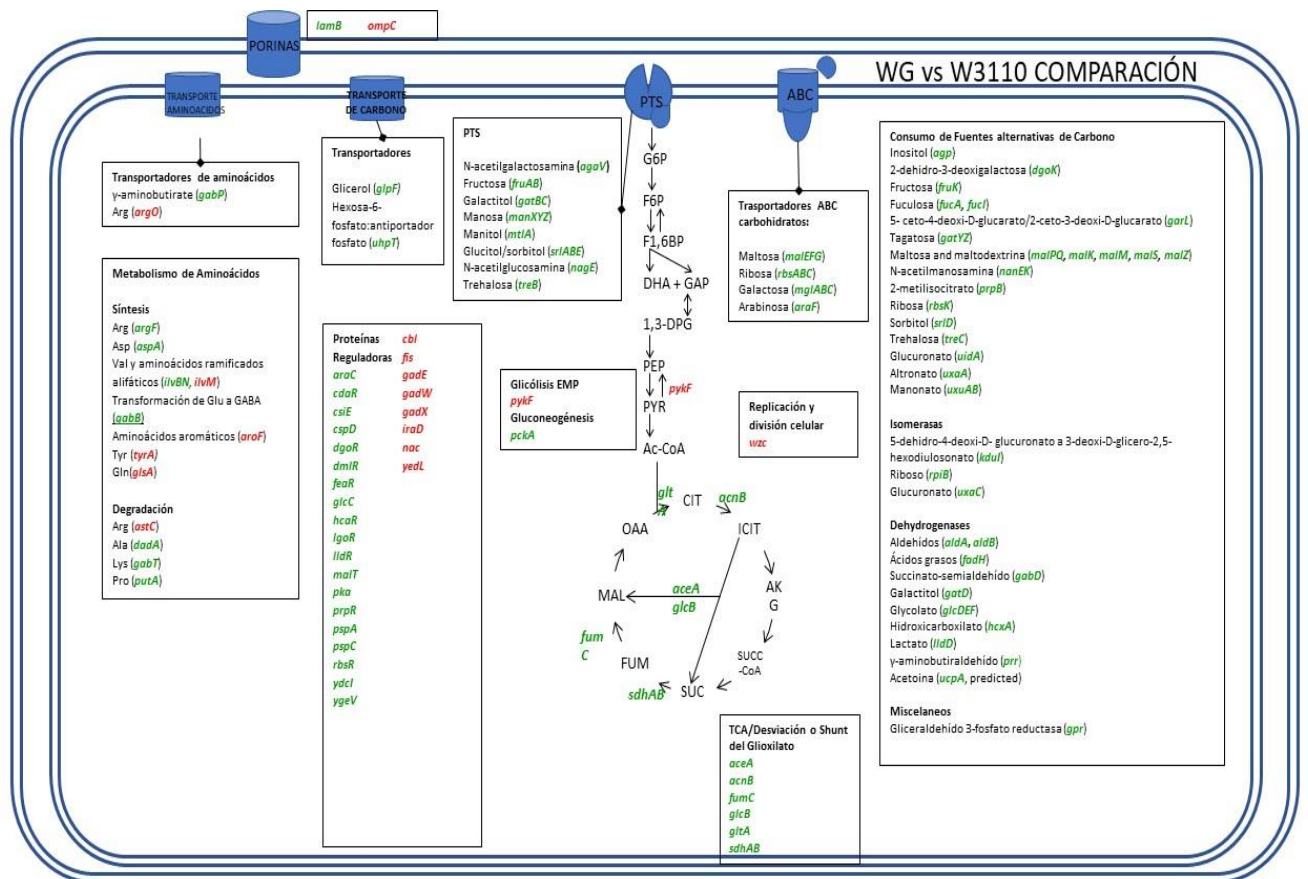 lamB ompC
PORINAS
WG vs W3110 COMPARACIÓN
TRANSPORTE
AMINOACIDOS
TRANSPORTE
DE CARBONO
PTS
ABC
Transportadores de aminoácidos
γ-aminobutirate (gabP)
Arg (argO)
Metabolismo de Aminoácidos
Síntesis
Arg (argF)
Asp (aspA)
Val y aminoácidos ramificados
alifáticos (ilvBN, ilvM)
Transformación de Glu a GABA
(gabB)
Aminoácidos aromáticos (aroF)
Tyr (tyrA)
Gln(glsA)
Degradación
Arg (astC)
Ala (dadA)
Lys (gabT)
Pro (putA)
Transportadores
Glicerol (glpF)
Hexosa-6-
fosfato:antiportador
fosfato (uhpT)
Proteínas
Reguladoras
araC
cdaR
csiE
cspD
dgoR
dmlR
feaR
glcC
hcaR
lgoR
lldR
malT
pka
prpR
pspA
pspC
rbsR
ydcI
ygeV
cbl
fis
gadE
gadW
gadX
iraD
nac
yedL
PTS
N-acetilgalactosamina (agaV)
Fructosa (fruAB)
Galactitol (gatBC)
Manosa (manXYZ)
Manitol (mtlA)
Glucitol/sorbitol (srlABE)
N-acetilglucosamina (nagE)
Trehalosa (treB)
Glicólisis EMP
pykF
Gluconeogénesis
pckA
G6P
F6P
F1,6BP
DHA + GAP
1,3-DPG
PEP
pykF
PYR
Ac-CoA
glt
A
CIT
acnB
OAA
ICIT
MAL
aceA
glcB
AK
G
fum
C
FUM
SUCC
-CoA
sdhAB
SUC
Trasportadores ABC
carbohidratos:
Maltosa (malEFG)
Ribosa (rbsABC)
Galactosa (mglABC)
Arabinosa (araF)
Replicación y
división celular
wzc
TCA/Desviación o Shunt
del Glioxilato
aceA
acnB
fumC
glcB
gltA
sdhAB
Consumo de Fuentes alternativas de Carbono
Inositol (agp)
2-dehidro-3-deoxigalactosa (dgoK)
Fructosa (fruK)
Fuculosa (fucA, fucI)
5- ceto-4-deoxi-D-glucarato/2-ceto-3-deoxi-D-glucarato (garL)
Tagatosa (gatYZ)
Maltosa and maltodextrina (malPQ, malK, malM, malS, malZ)
N-acetilmanosamina (nanEK)
2-metilisocitrato (prpB)
Ribosa (rbsK)
Sorbitol (srlD)
Trehalosa (treC)
Glucuronato (uidA)
Altronato (uxaA)
Manonato (uxuAB)
Isomerasas
5-dehidro-4-deoxi-D- glucuronato a 3-deoxi-D-glicero-2,5-
hexodiulosonato (kduI)
Riboso (rpiB)
Glucuronato (uxaC)
Dehydrogenases
Aldehídos (aldA, aldB)
Ácidos grasos (fadH)
Succinato-semialdehído (gabD)
Galactitol (gatD)
Glycolato (glcDEF)
Hidroxicarboxilato (hcxA)
Lactato (lldD)
γ-aminobutiraldehído (prr)
Acetoina (ucpA, predicted)
Miscelaneos
Gliceraldehído 3-fosfato reductasa (gpr)